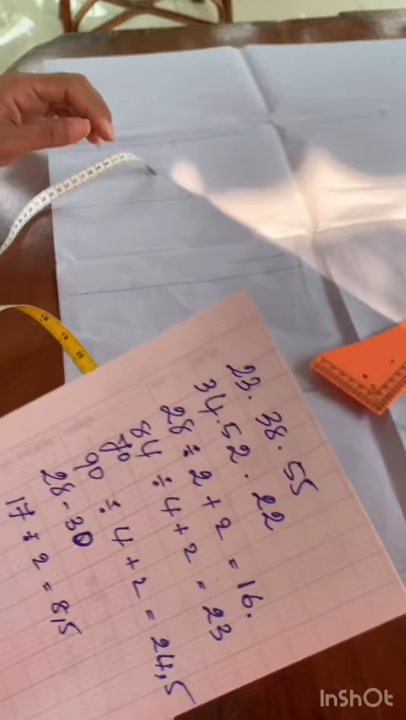 23. 38. 55
34. 52. 22
28 ÷ 2 + 2 = 16.
84 ÷ 4 + 2 = 23
90 ÷ 4 + 2 = 24,5
28 - 30
17 ÷ 2 = 8,5
InShOt